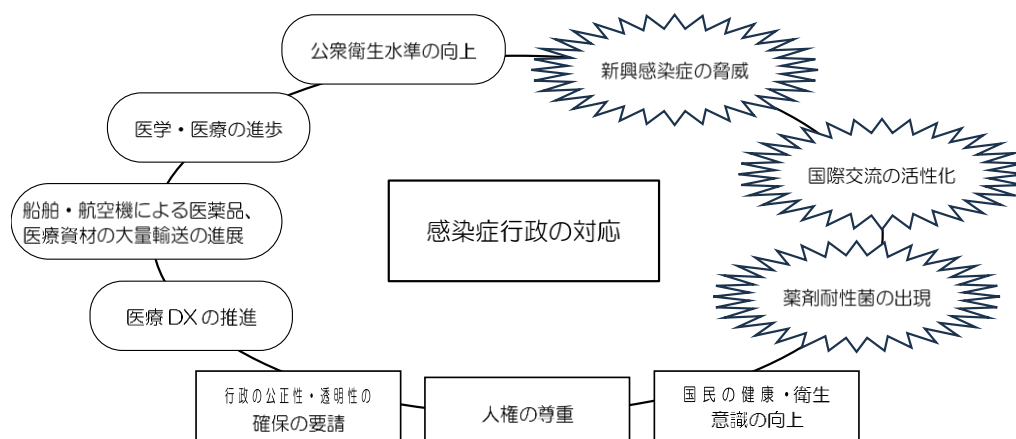 公衆衛生水準の向上
新興感染症の脅威
医学・医療の進歩
国際交流の活性化
船舶・航空機による医薬品、
医療資材の大量輸送の進展
感染症行政の対応
薬剤耐性菌の出現
医療DXの推進
行政の公正性・透明性の
確保の要請
人権の尊重
国民の健康・衛生
意識の向上